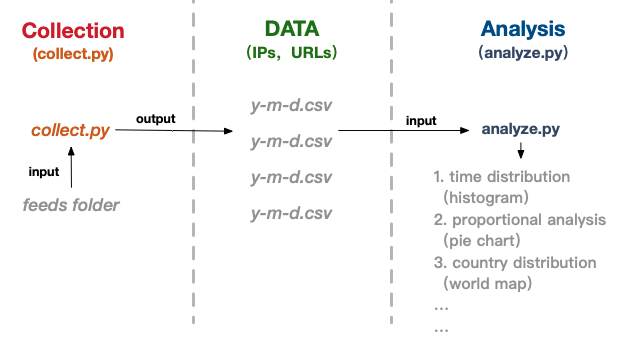 Collection
(collect.py)
DATA
(IPs, URLs)
Analysis
(analyze.py)
collect.py
output
input
feeds folder
y-m-d.csv
y-m-d.csv
y-m-d.csv
y-m-d.csv
input
analyze.py
1. time distribution
(histogram)
2. proportional analysis
(pie chart)
3. country distribution
(world map)
...
...